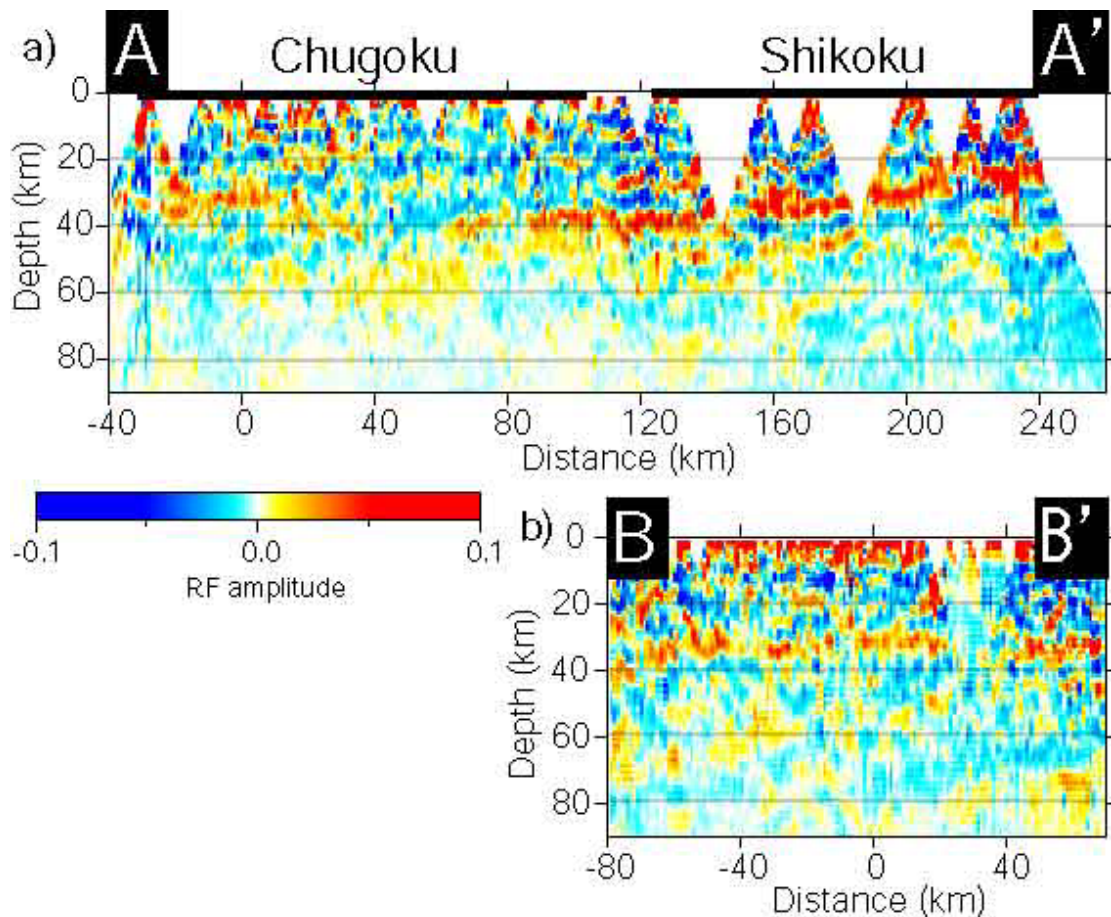 a)
A
Chugoku
Shikoku
A'
0
20
40
60
80
Depth (km)
-40
0
40
80
120
160
200
240
Distance (km)
-0.1
0.0
0.1
RF amplitude
b)
B
B'
0
20
40
60
80
Depth (km)
-80
-40
0
40
Distance (km)